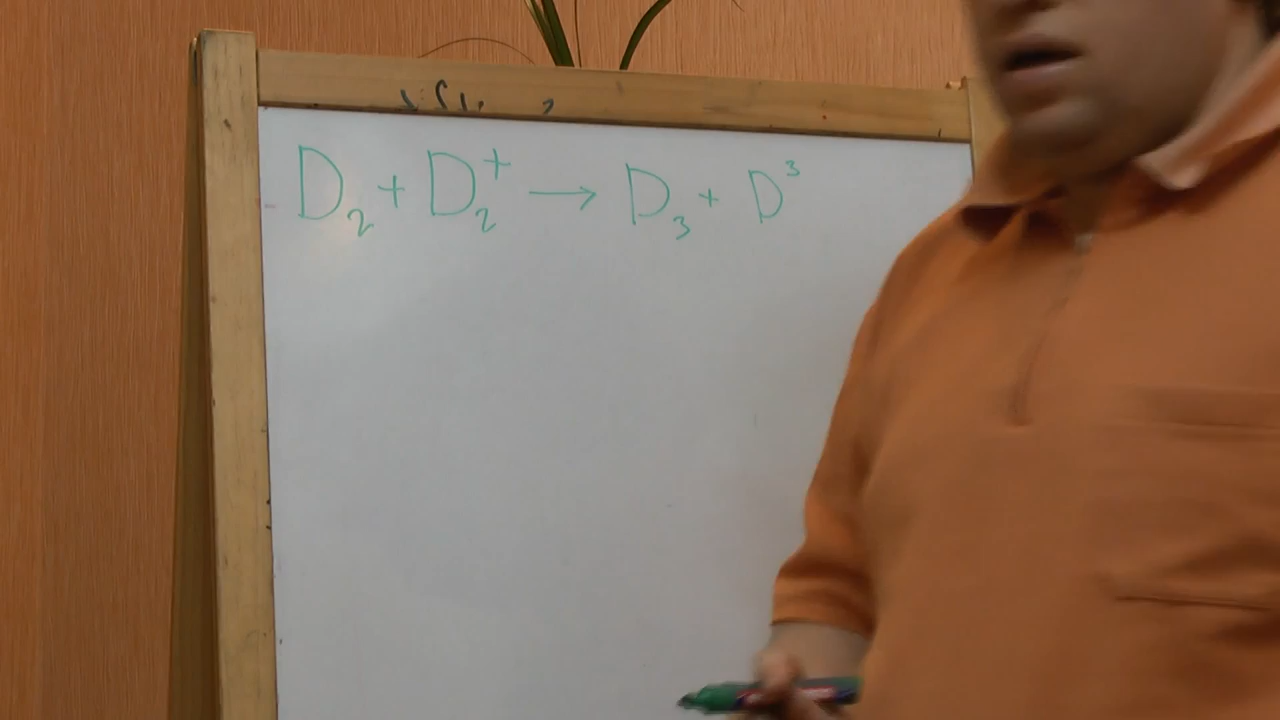 D₂ + D₂⁺ → D₃ + D³